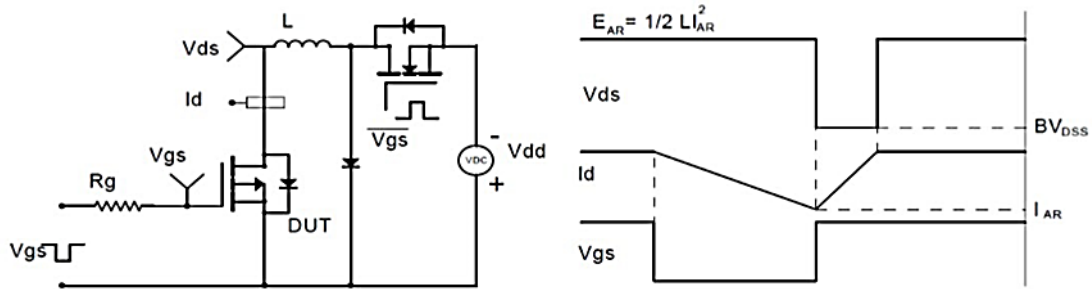 L
Vds
Id
Vgs
Vgs
Rg
DUT
Vgs
VDC
-
Vdd
+
E_AR = 1/2 LI_AR^2
Vds
BV_DSS
Id
I_AR
Vgs